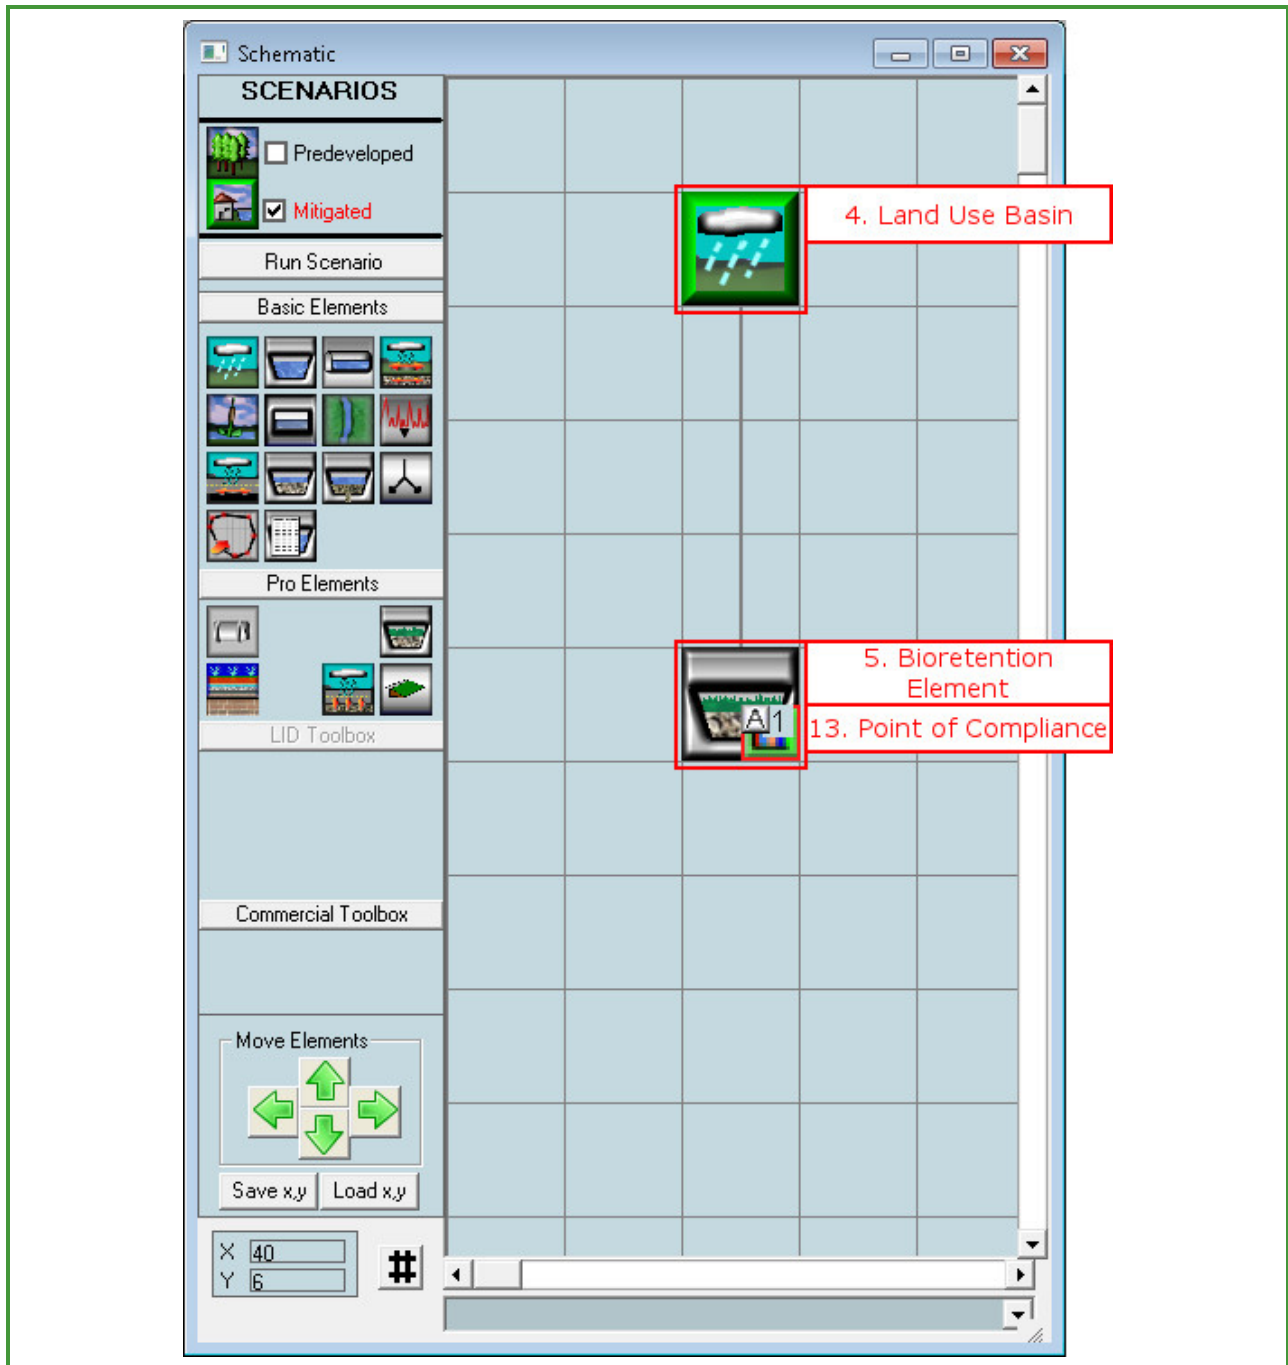 Schematic
SCENARIOS
Predeveloped
Mitigated
Run Scenario
Basic Elements
Pro Elements
LID Toolbox
Commercial Toolbox
Move Elements
Save x,y
Load x,y
X 40
Y 6
#
4. Land Use Basin
5. Bioretention
Element
A 1
13. Point of Compliance